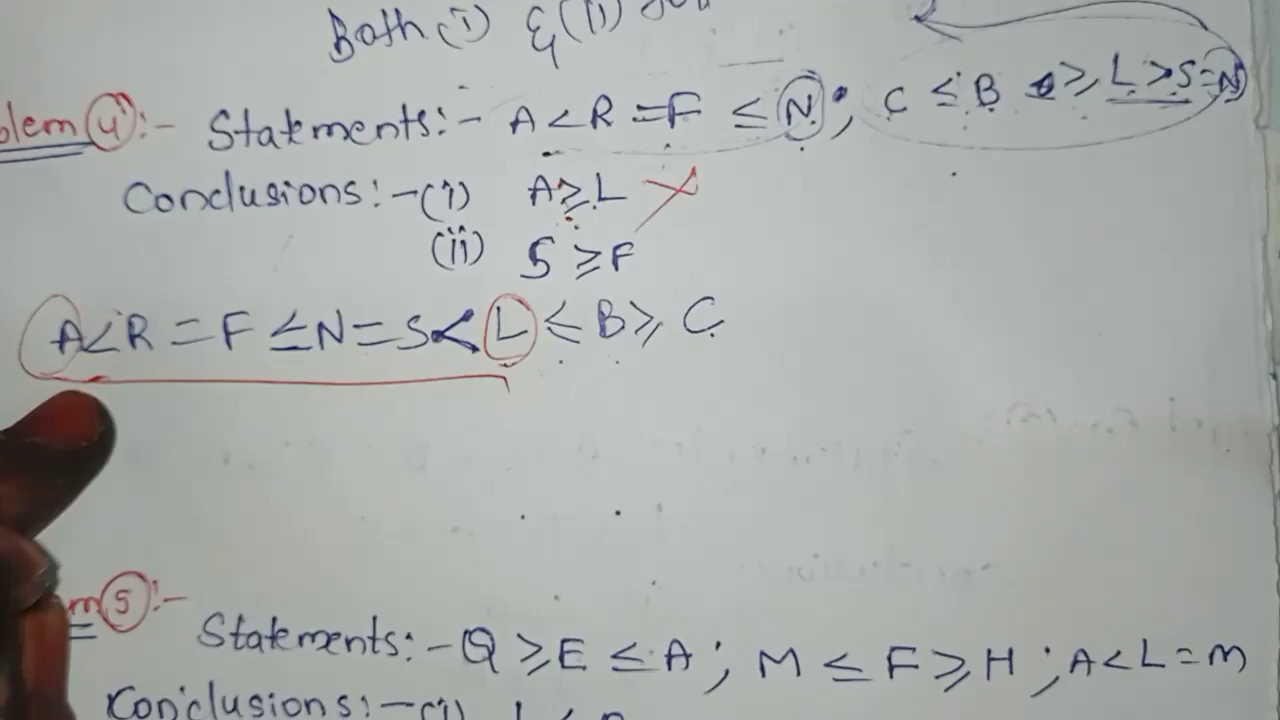 Both (i) & (ii)
Problem (4):- Statements:- A < R = F ≤ N ; C ≤ B ≥ L > S = N
Conclusions:- (i) A ≥ L
(ii) S ≥ F
A < R = F ≤ N = S < L ≤ B ≥ C
m (5):-
Statements:- Q ≥ E ≤ A ; M ≤ F ≥ H ; A < L = M
Conclusions:- (i)